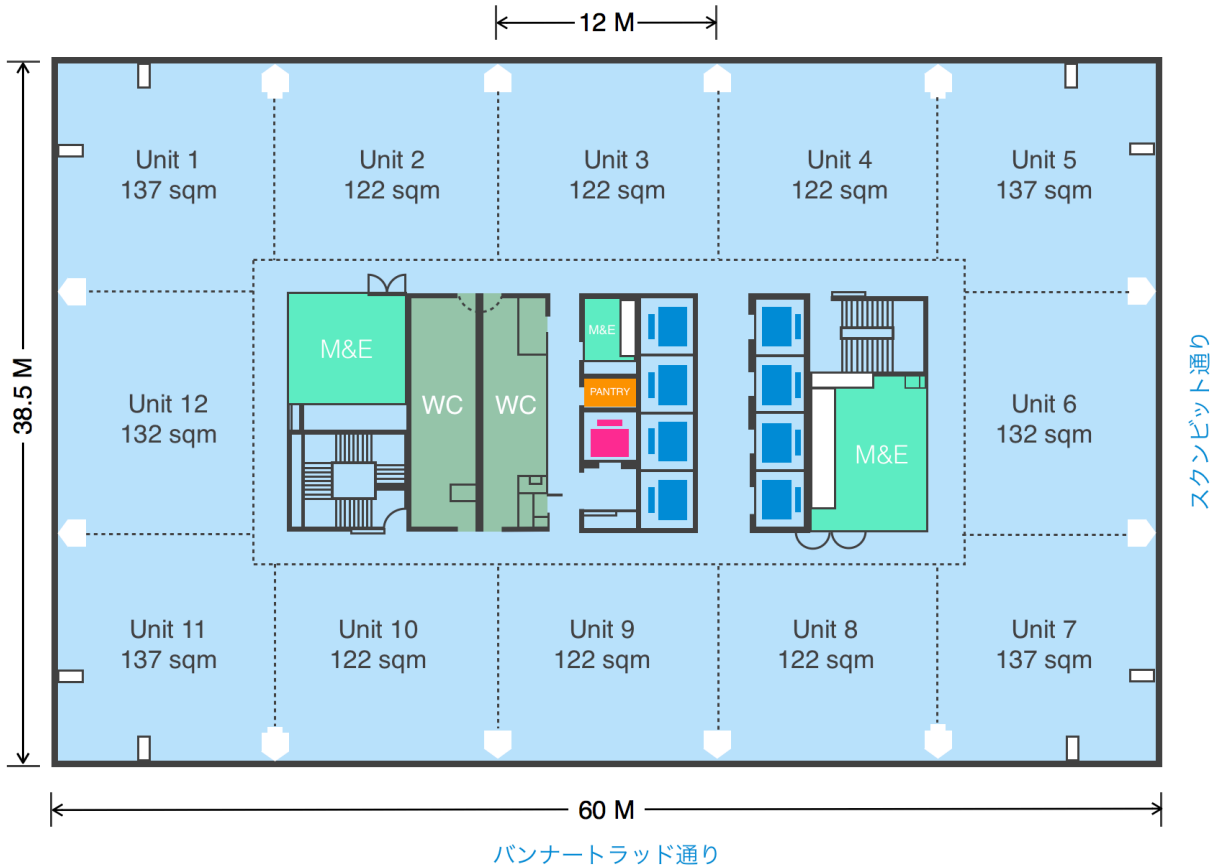 12 M
Unit 1
137 sqm
Unit 2
122 sqm
Unit 3
122 sqm
Unit 4
122 sqm
Unit 5
137 sqm
38.5 M
Unit 12
132 sqm
M&E
WC
WC
M&E
PANTRY
M&E
Unit 6
132 sqm
スクンビット通り
Unit 11
137 sqm
Unit 10
122 sqm
Unit 9
122 sqm
Unit 8
122 sqm
Unit 7
137 sqm
60 M
バンナートラッド通り